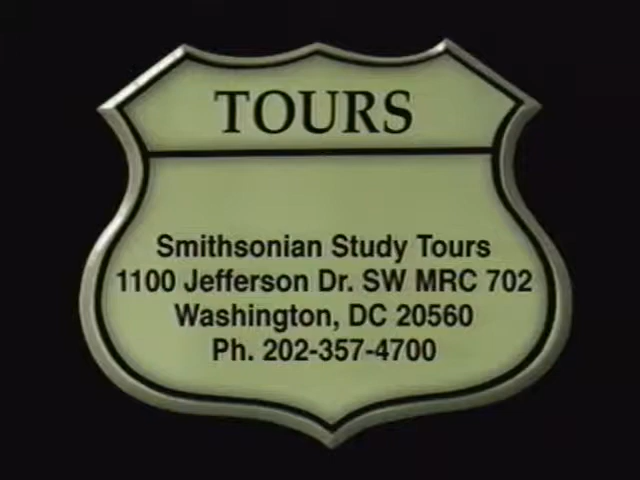 TOURS
Smithsonian Study Tours
1100 Jefferson Dr. SW MRC 702
Washington, DC 20560
Ph. 202-357-4700